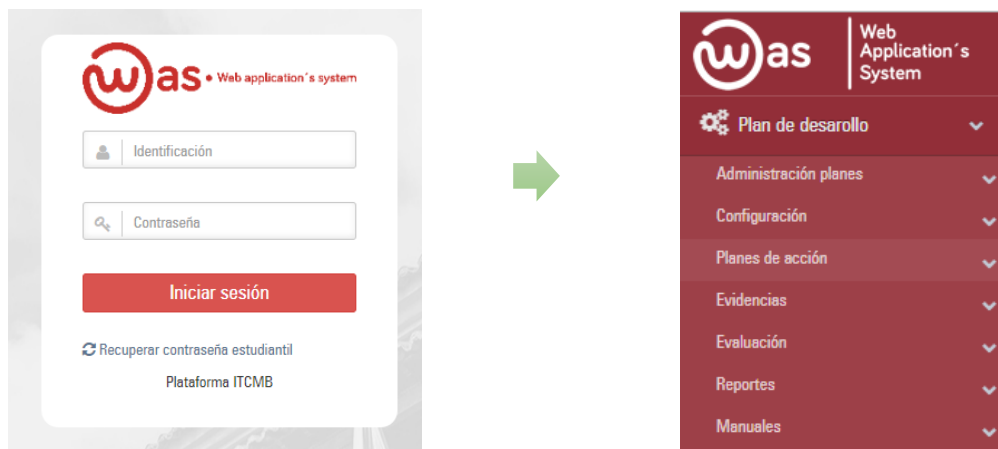 was • Web application´s system
Identificación
Contraseña
Iniciar sesión
Recuperar contraseña estudiantil
Plataforma ITCMB
was
Web
Application´s
System
Plan de desarollo
Administración planes
Configuración
Planes de acción
Evidencias
Evaluación
Reportes
Manuales